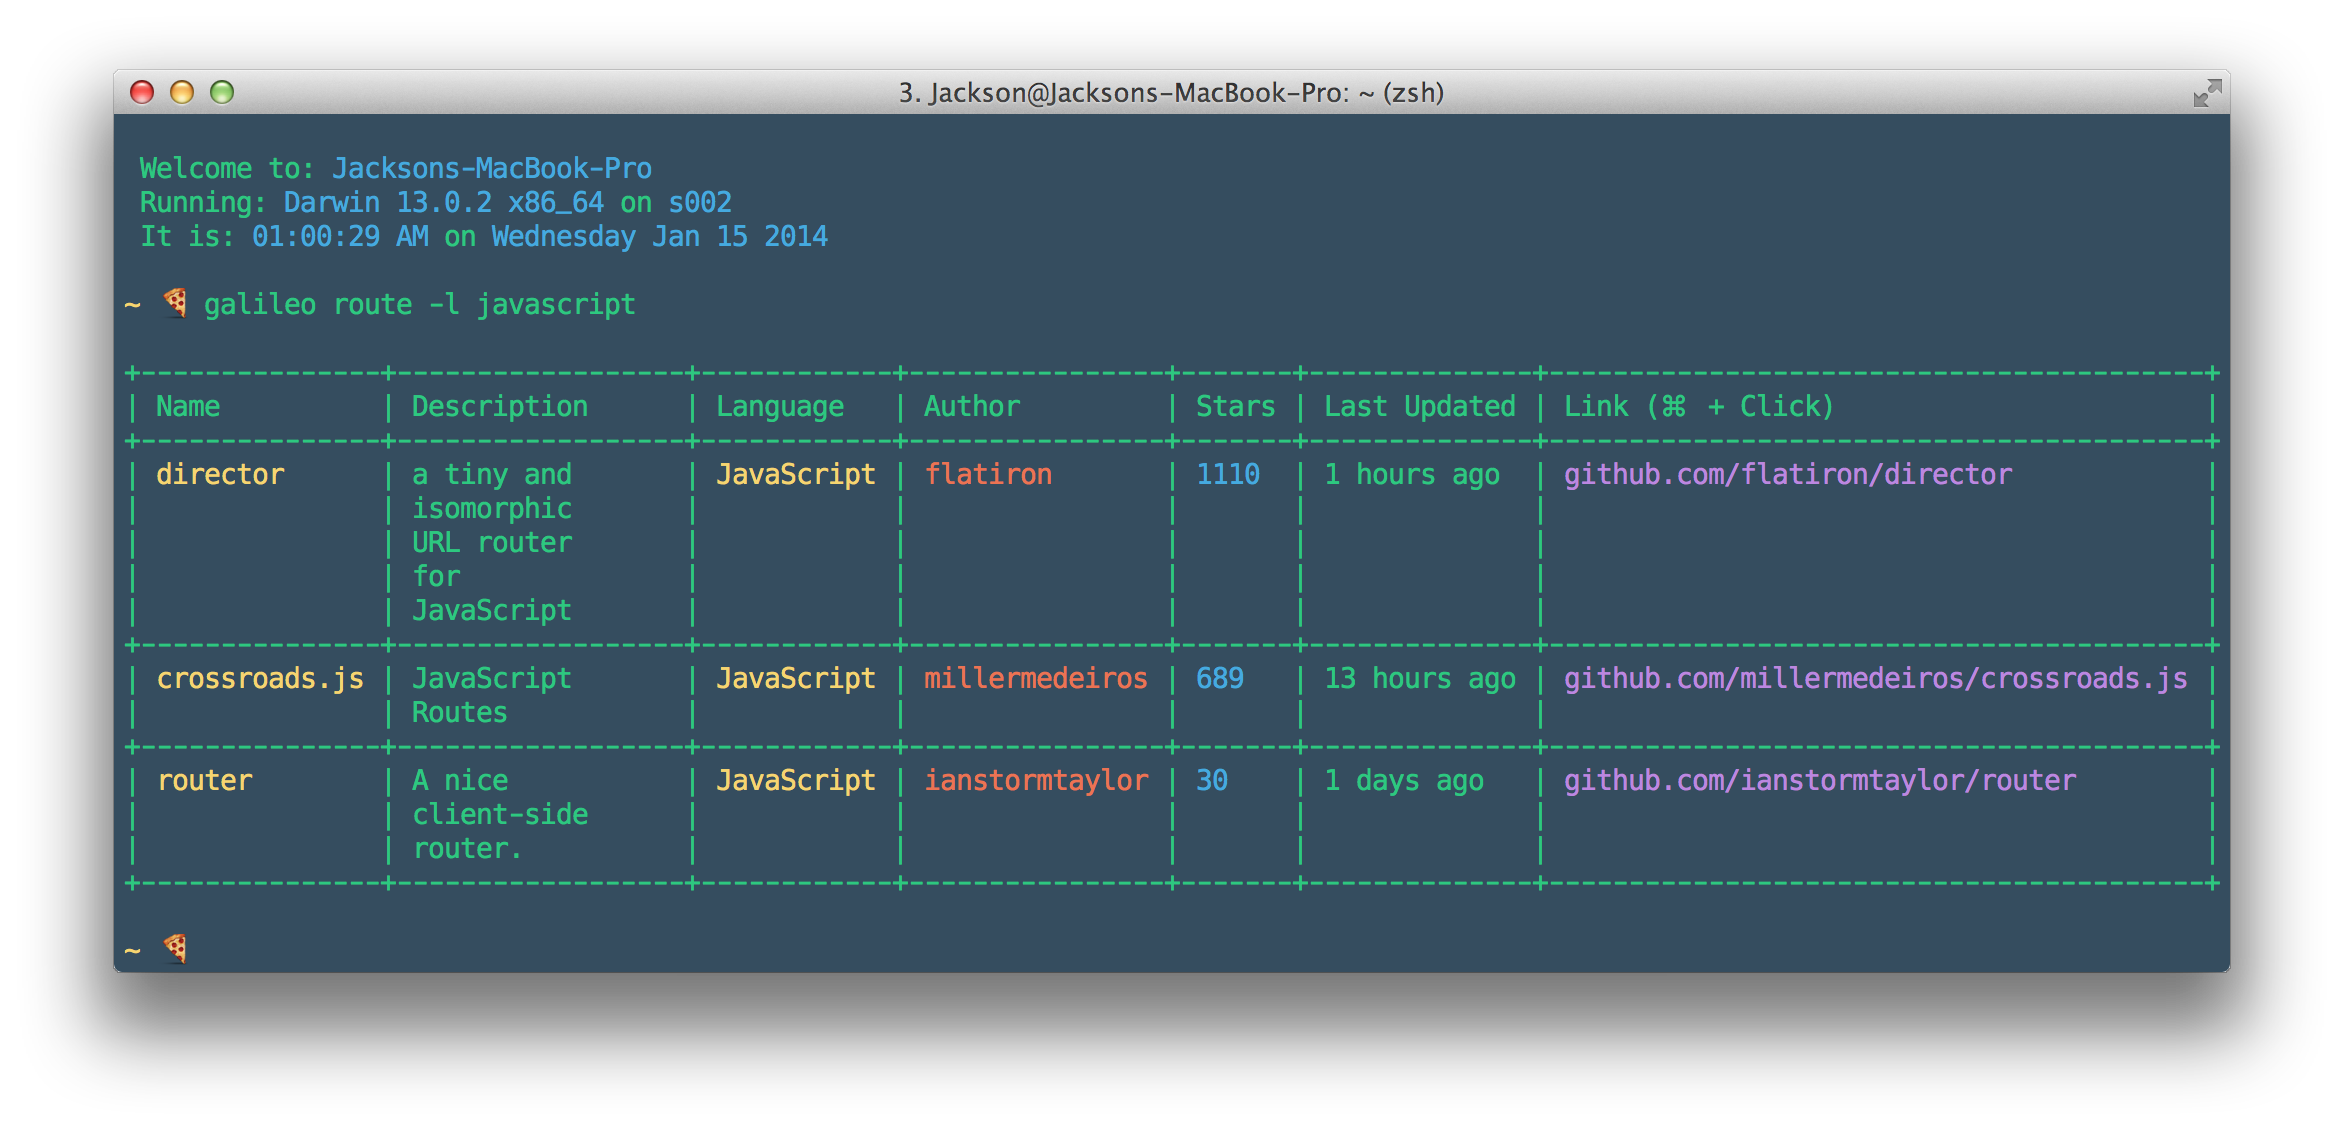 3. Jackson@Jacksons-MacBook-Pro: ~ (zsh)
Welcome to: Jacksons-MacBook-Pro
Running: Darwin 13.0.2 x86_64 on s002
It is: 01:00:29 AM on Wednesday Jan 15 2014
~ 🍕 galileo route -l javascript
| Name | Description | Language | Author | Stars | Last Updated | Link (⌘ + Click) |
| director | a tiny and | JavaScript | flatiron | 1110 | 1 hours ago | github.com/flatiron/director |
| | isomorphic | | | | | |
| | URL router | | | | | |
| | for | | | | | |
| | JavaScript | | | | | |
| crossroads.js | JavaScript | JavaScript | millermedeiros | 689 | 13 hours ago | github.com/millermedeiros/crossroads.js |
| | Routes | | | | | |
| router | A nice | JavaScript | ianstormtaylor | 30 | 1 days ago | github.com/ianstormtaylor/router |
| | client-side | | | | | |
| | router. | | | | | |
~ 🍕